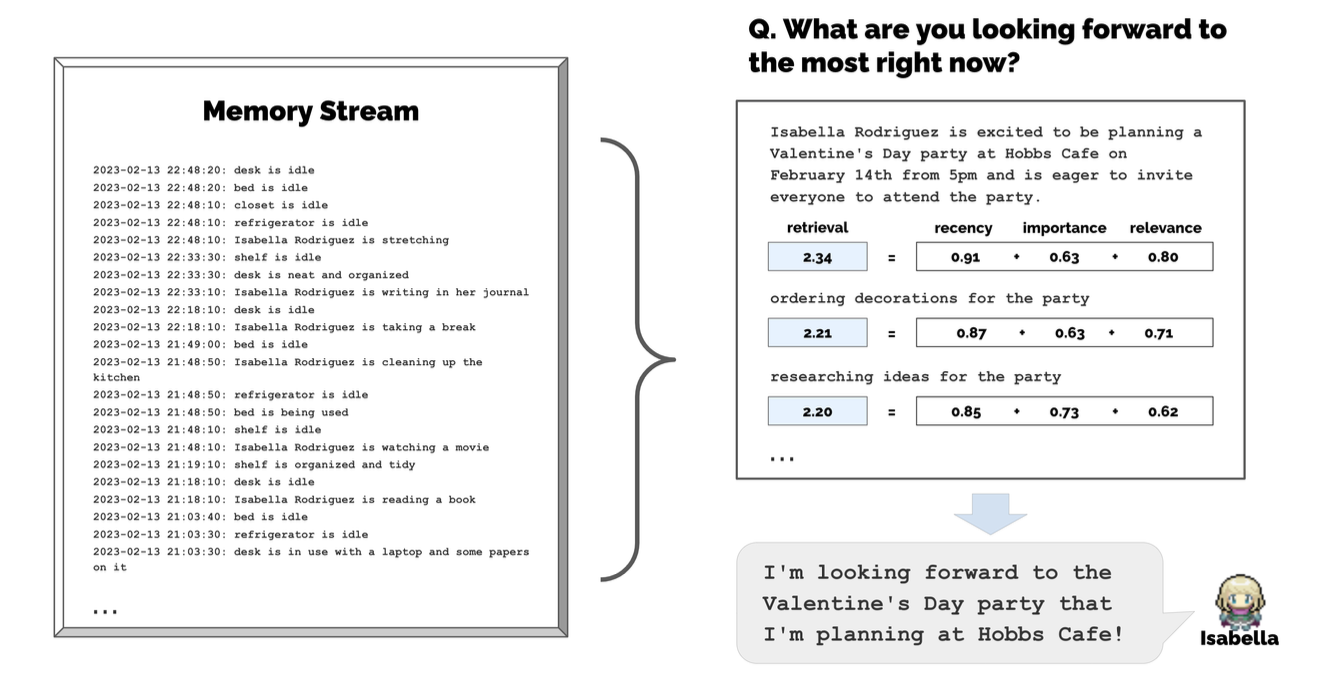 Memory Stream
2023-02-13 22:48:20: desk is idle
2023-02-13 22:48:20: bed is idle
2023-02-13 22:48:10: closet is idle
2023-02-13 22:48:10: refrigerator is idle
2023-02-13 22:48:10: Isabella Rodriguez is stretching
2023-02-13 22:33:30: shelf is idle
2023-02-13 22:33:30: desk is neat and organized
2023-02-13 22:33:10: Isabella Rodriguez is writing in her journal
2023-02-13 22:18:10: desk is idle
2023-02-13 22:18:10: Isabella Rodriguez is taking a break
2023-02-13 21:49:00: bed is idle
2023-02-13 21:48:50: Isabella Rodriguez is cleaning up the
kitchen
2023-02-13 21:48:50: refrigerator is idle
2023-02-13 21:48:50: bed is being used
2023-02-13 21:48:10: shelf is idle
2023-02-13 21:48:10: Isabella Rodriguez is watching a movie
2023-02-13 21:19:10: shelf is organized and tidy
2023-02-13 21:18:10: desk is idle
2023-02-13 21:18:10: Isabella Rodriguez is reading a book
2023-02-13 21:03:40: bed is idle
2023-02-13 21:03:30: refrigerator is idle
2023-02-13 21:03:30: desk is in use with a laptop and some papers
on it
...
Q. What are you looking forward to
the most right now?
Isabella Rodriguez is excited to be planning a
Valentine's Day party at Hobbs Cafe on
February 14th from 5pm and is eager to invite
everyone to attend the party.
retrieval recency importance relevance
2.34 = 0.91 + 0.63 + 0.80
ordering decorations for the party
2.21 = 0.87 + 0.63 + 0.71
researching ideas for the party
2.20 = 0.85 + 0.73 + 0.62
...
I'm looking forward to the
Valentine's Day party that
I'm planning at Hobbs Cafe!
Isabella